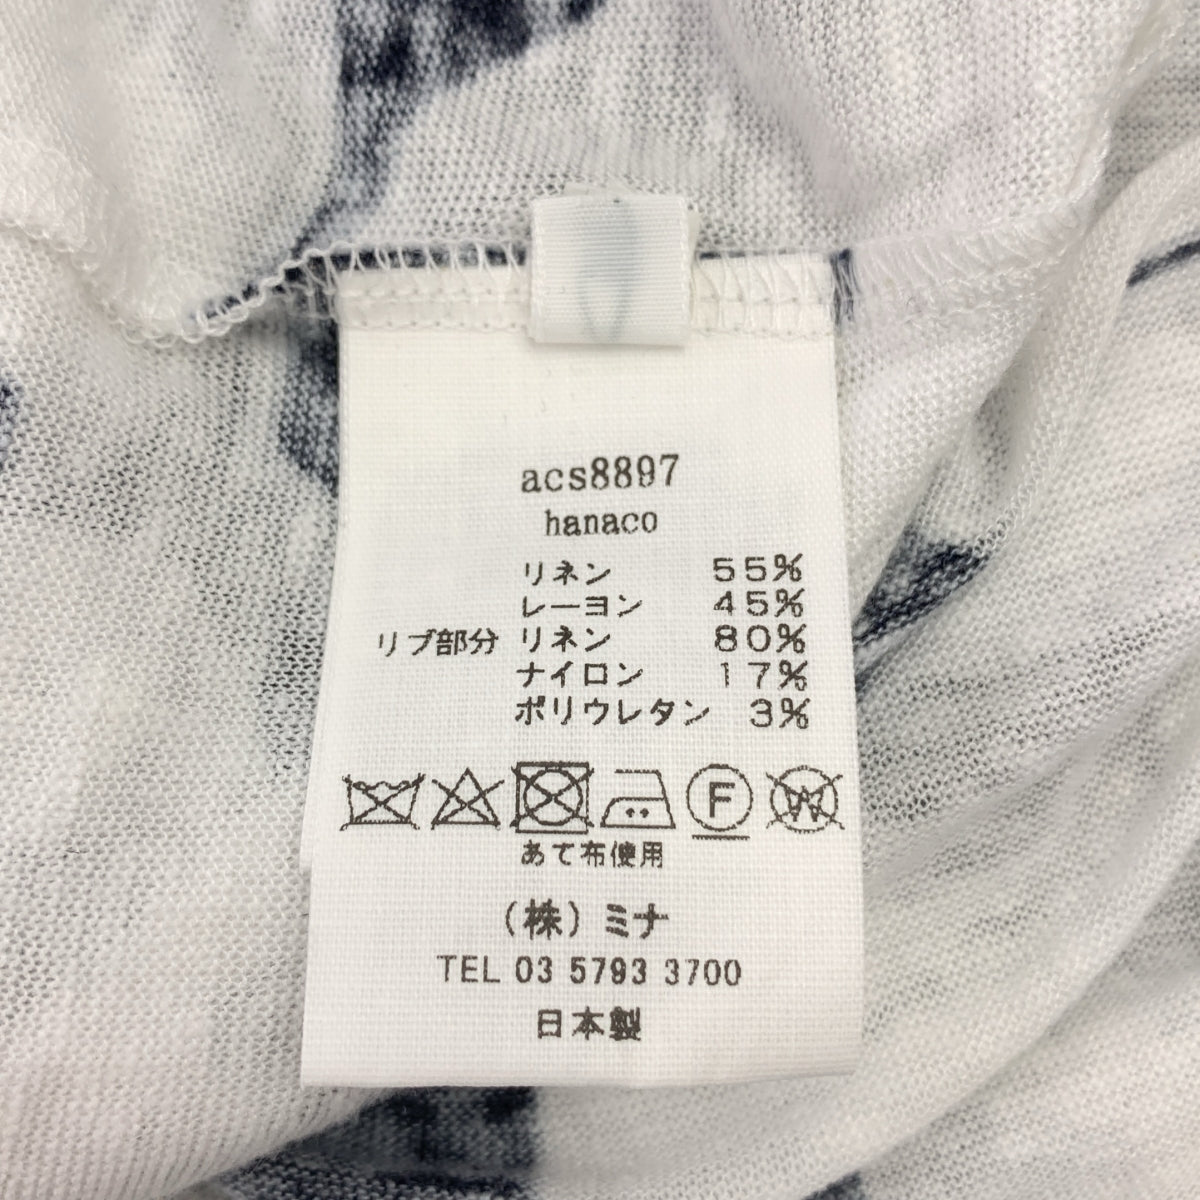 acs8897
hanaco
リネン 55%
レーヨン 45%
リブ部分 リネン 80%
ナイロン 17%
ポリウレタン 3%
F W
あて布使用
(株)ミナ
TEL 03 5793 3700
日本製